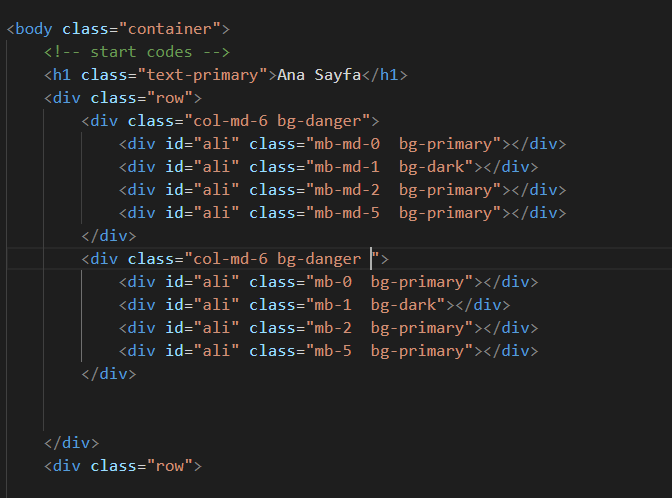 <body class="container">
<!-- start codes -->
<h1 class="text-primary">Ana Sayfa</h1>
<div class="row">
<div class="col-md-6 bg-danger">
<div id="ali" class="mb-md-0  bg-primary"></div>
<div id="ali" class="mb-md-1  bg-dark"></div>
<div id="ali" class="mb-md-2  bg-primary"></div>
<div id="ali" class="mb-md-5  bg-primary"></div>
</div>
<div class="col-md-6 bg-danger ">
<div id="ali" class="mb-0  bg-primary"></div>
<div id="ali" class="mb-1  bg-dark"></div>
<div id="ali" class="mb-2  bg-primary"></div>
<div id="ali" class="mb-5  bg-primary"></div>
</div>
</div>
<div class="row">